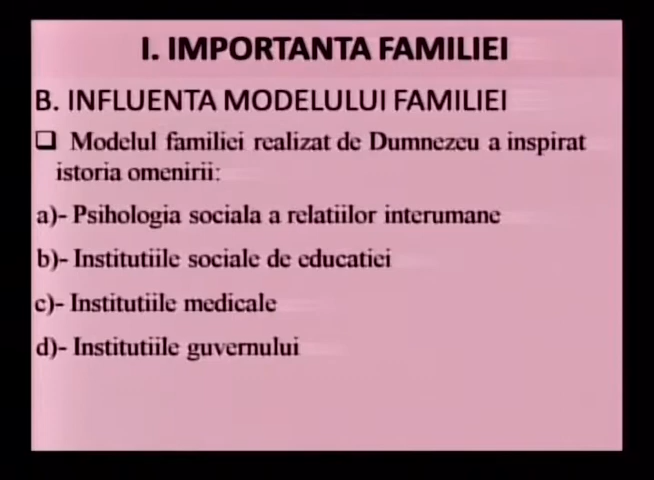 I. IMPORTANTA FAMILIEI
B. INFLUENTA MODELULUI FAMILIEI
❑ Modelul familiei realizat de Dumnezeu a inspirat
istoria omenirii:
a)- Psihologia sociala a relatiilor interumane
b)- Institutiile sociale de educatiei
c)- Institutiile medicale
d)- Institutiile guvernului